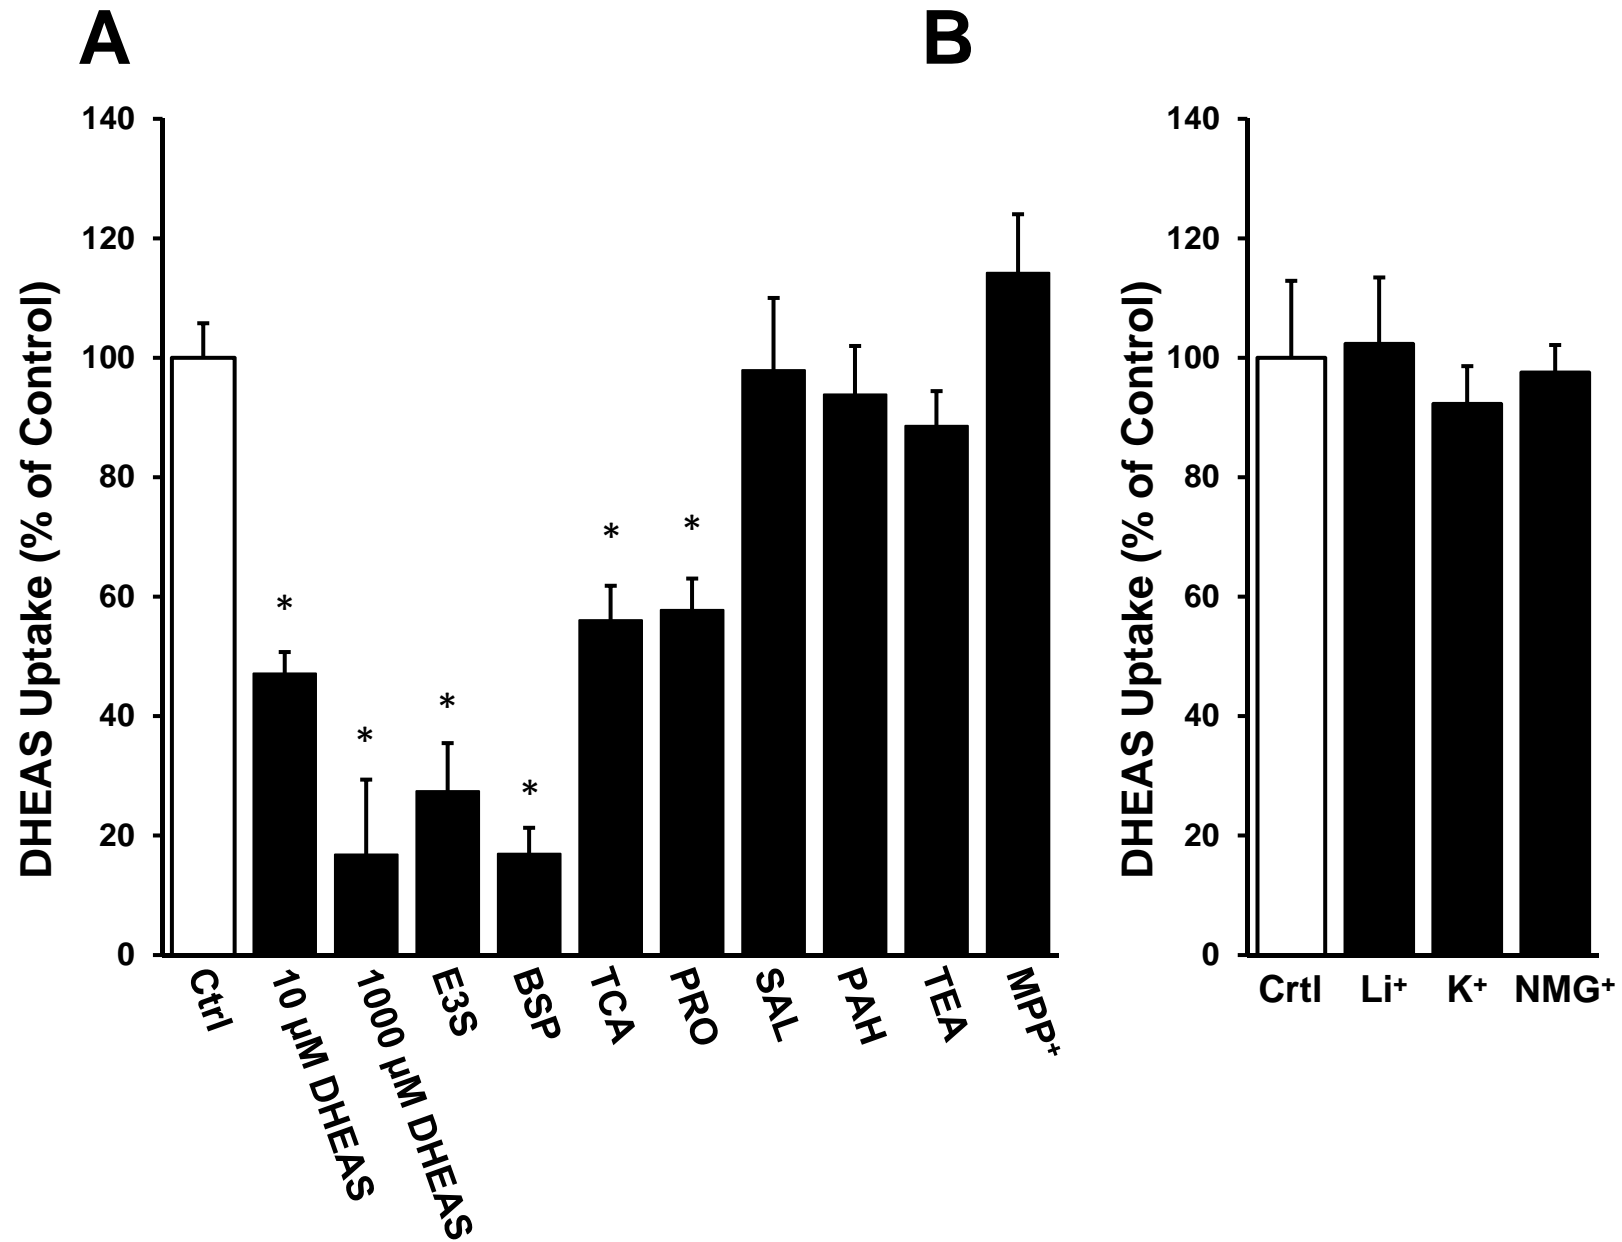 A
B
DHEAS Uptake (% of Control)
140
120
100
80
60
40
20
0
*
*
*
*
*
*
Ctrl
10 µM DHEAS
1000 µM DHEAS
E3S
BSP
TCA
PRO
SAL
PAH
TEA
MPP⁺
DHEAS Uptake (% of Control)
140
120
100
80
60
40
20
0
Crtl Li⁺ K⁺ NMG⁺